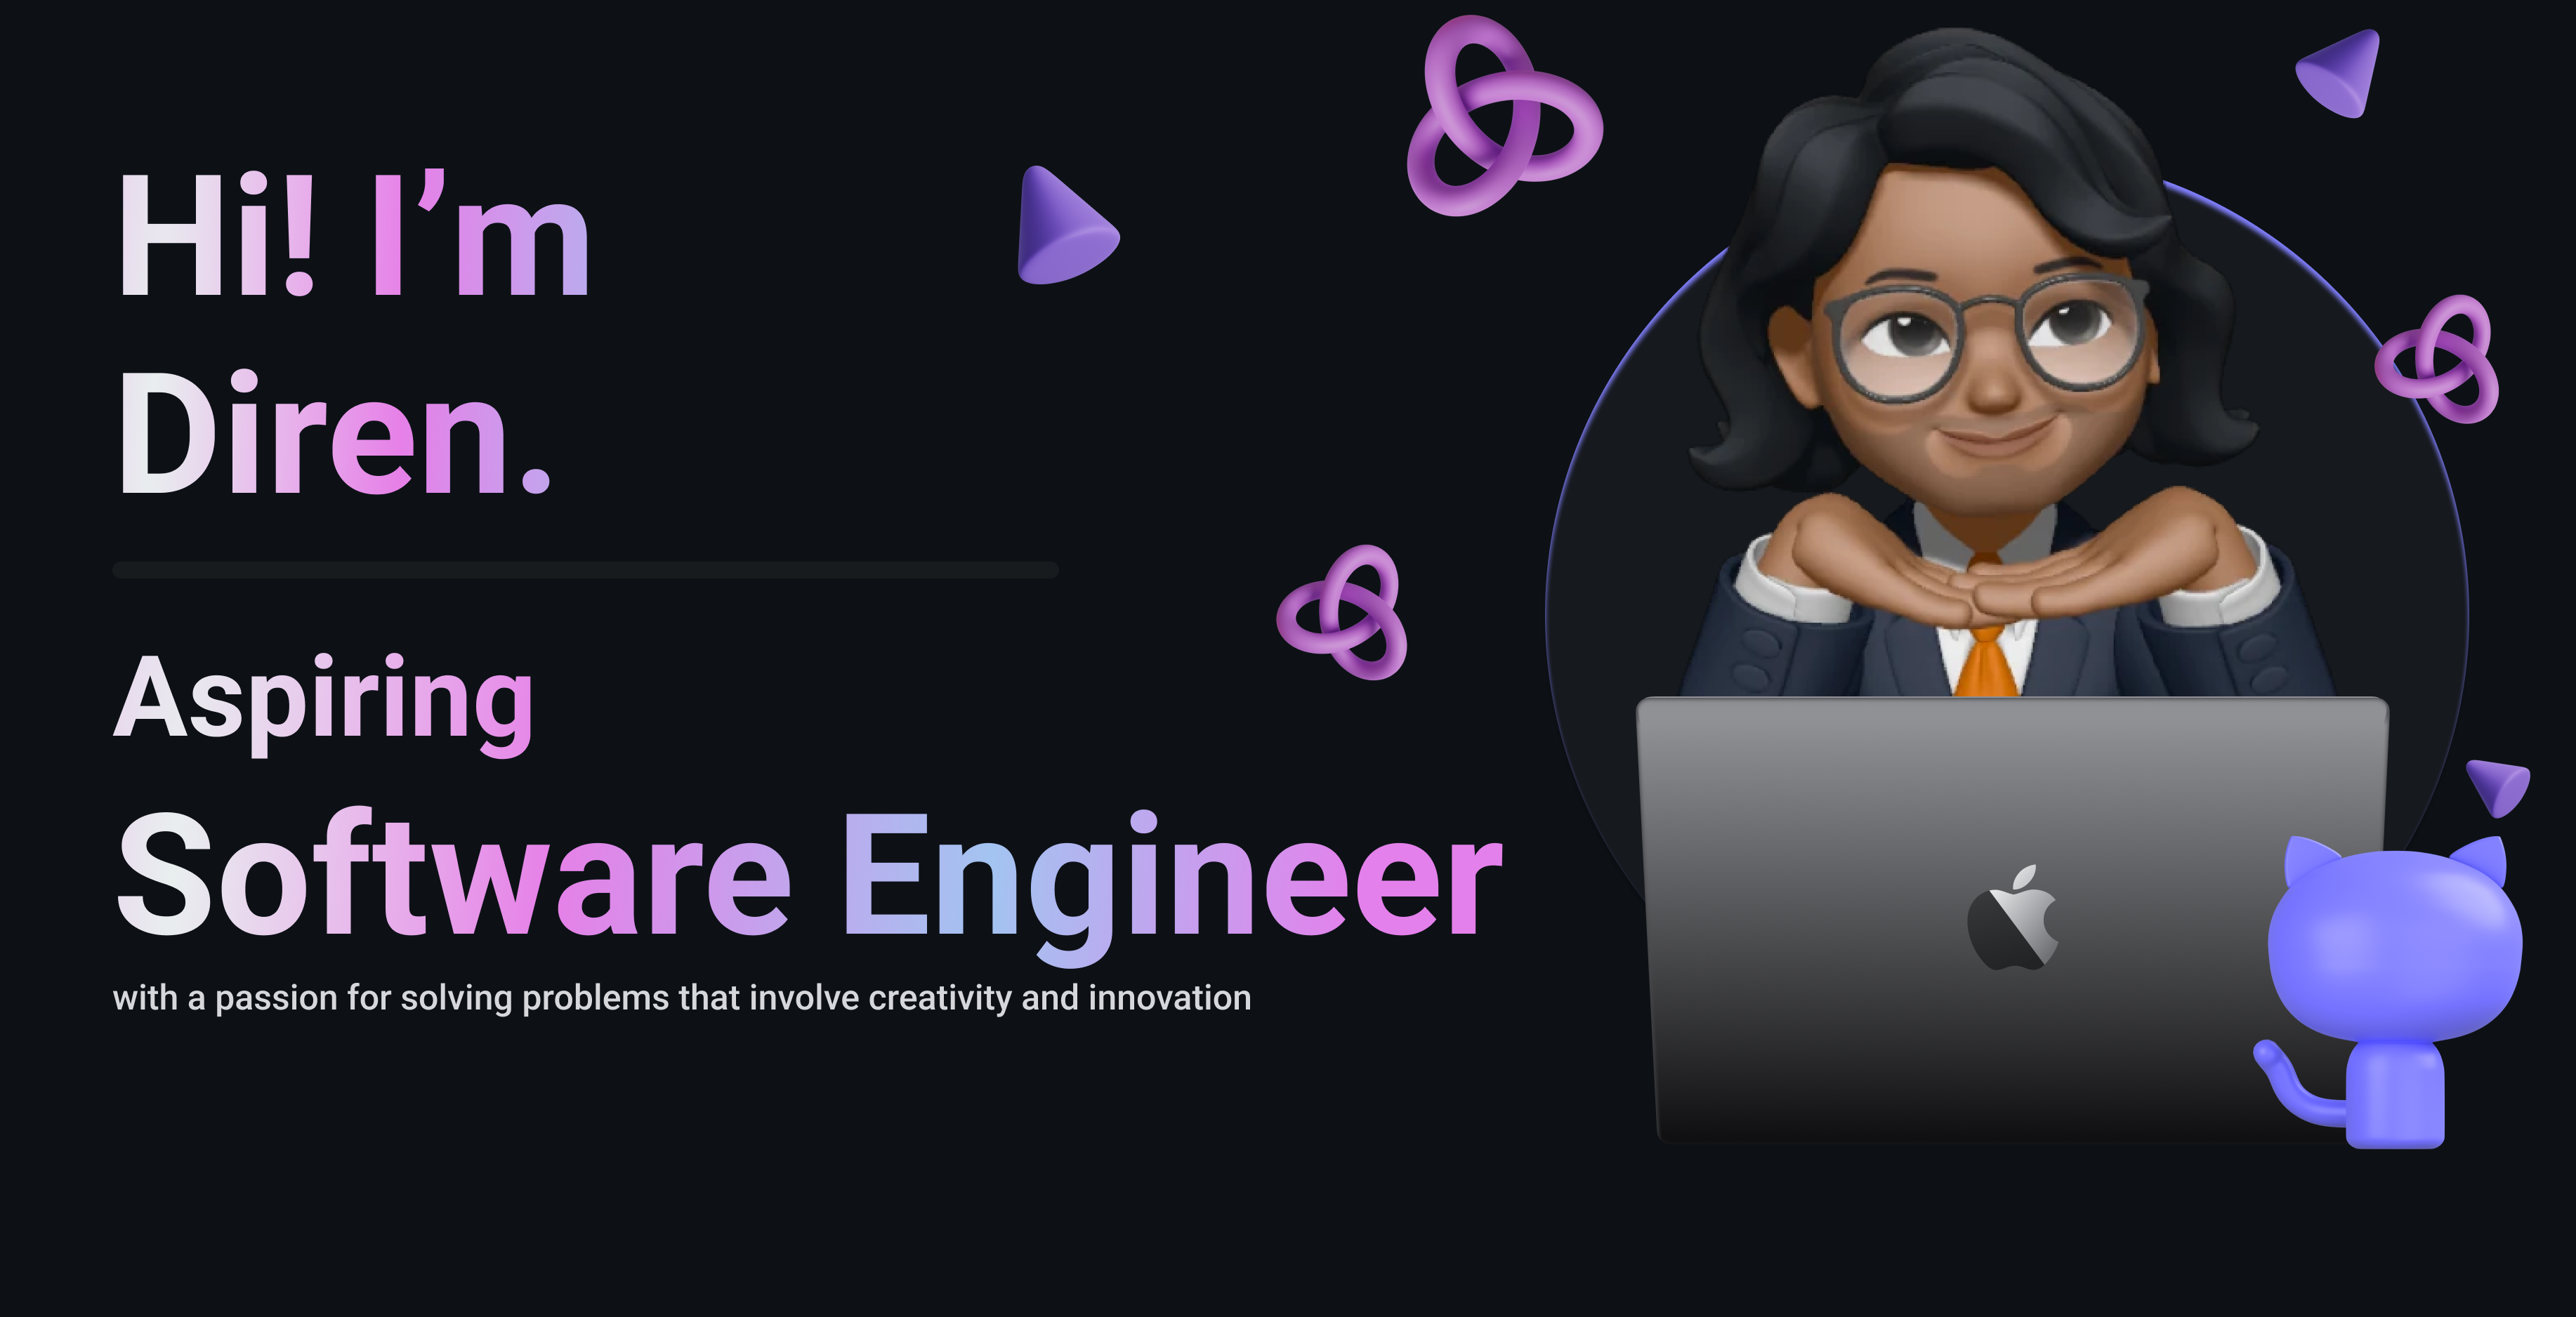 Hi! I’m
Diren.
Aspiring
Software Engineer
with a passion for solving problems that involve creativity and innovation